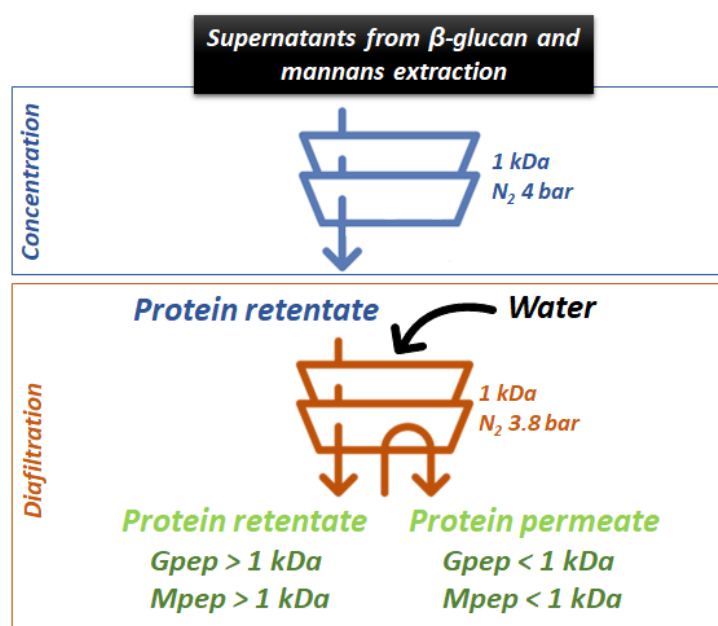 Supernatants from β-glucan and
mannans extraction
Concentration
1 kDa
N₂ 4 bar
Protein retentate
Water
Diafiltration
1 kDa
N₂ 3.8 bar
Protein retentate
Protein permeate
Gpep > 1 kDa
Gpep < 1 kDa
Mpep > 1 kDa
Mpep < 1 kDa